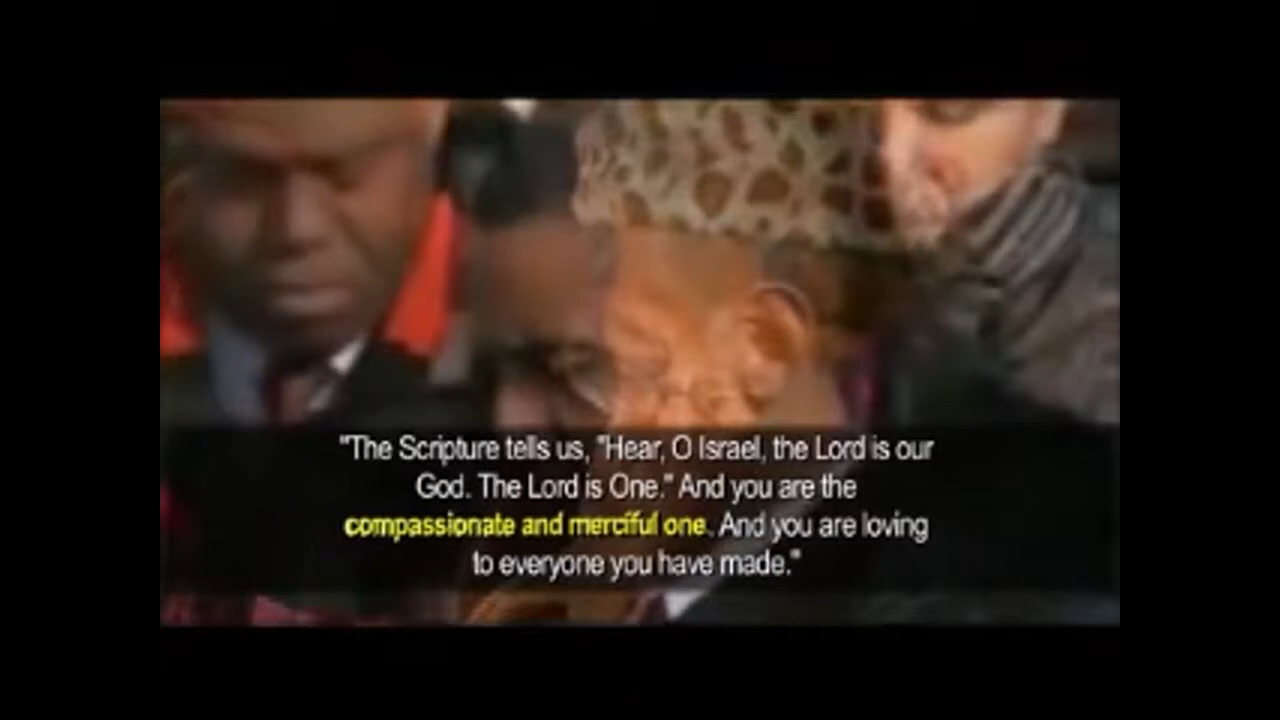 "The Scripture tells us, "Hear, O Israel, the Lord is our
God. The Lord is One." And you are the
compassionate and merciful one. And you are loving
to everyone you have made."